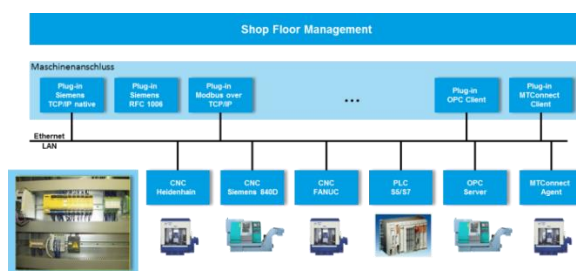 Shop Floor Management
Maschinenanschluss
Plug-in
Siemens
TCP/IP native
Plug-in
Siemens
RFC 1006
Plug-in
Modbus over
TCP/IP
...
Plug-in
OPC Client
Plug-in
MTConnect
Client
Ethernet
LAN
CNC
Heidenhain
CNC
Siemens 840D
CNC
FANUC
PLC
S5/S7
OPC
Server
MTConnect
Agent